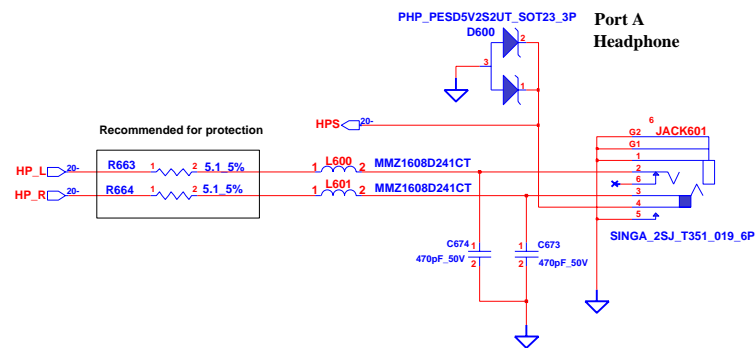 PHP_PESD5V2S2UT_SOT23_3P
D600
Port A
Headphone
2
3
1
HPS 20-
Recommended for protection
6
G2 JACK601
G1
1
HP_L 20- R663 1 2 5.1_5% 1 L600 2 MMZ1608D241CT 2
6
HP_R 20- R664 1 2 5.1_5% 1 L601 2 MMZ1608D241CT 3
4
5
SINGA_2SJ_T351_019_6P
C674 1 1 C673
470pF_50V 2 2 470pF_50V